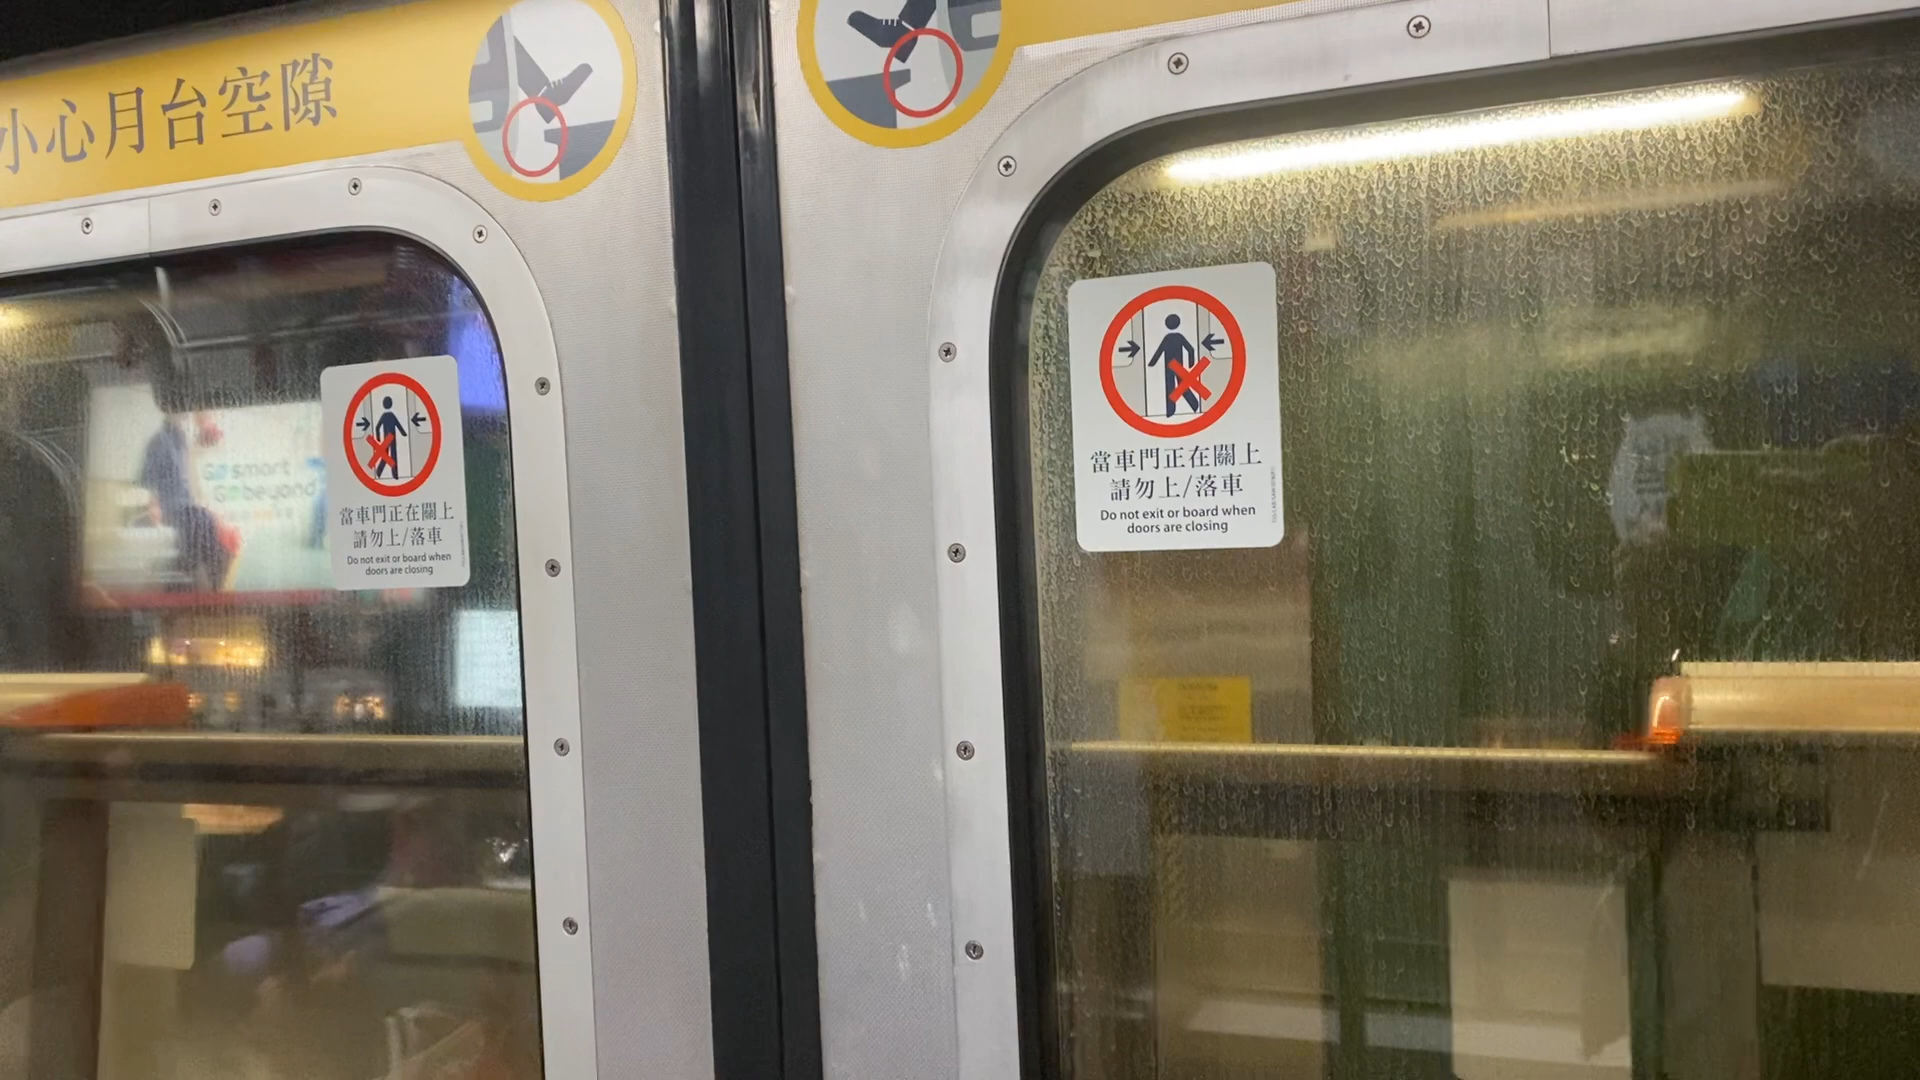 小心月台空隙
Go smart
Go beyond
當車門正在關上
請勿上/落車
Do not exit or board when
doors are closing
當車門正在關上
請勿上/落車
Do not exit or board when
doors are closing